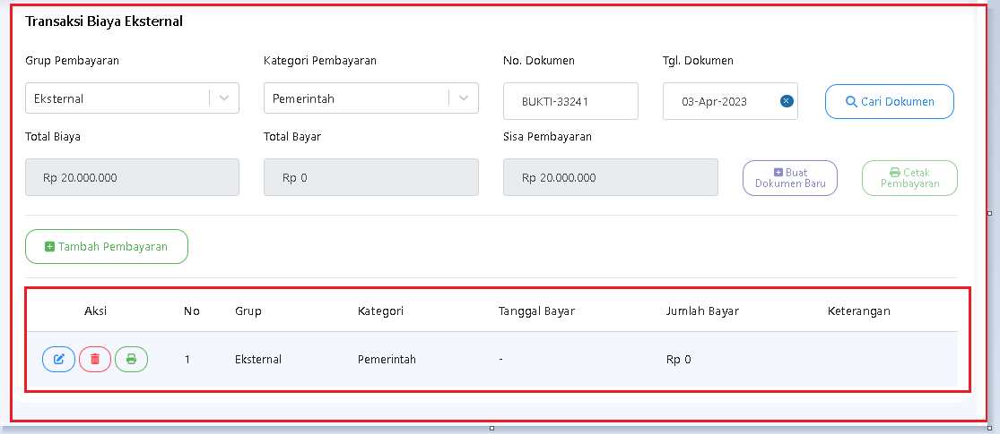 Transaksi Biaya Eksternal
Grup Pembayaran Kategori Pembayaran No. Dokumen Tgl. Dokumen
Eksternal Pemerintah BUKTI-33241 03-Apr-2023 Cari Dokumen
Total Biaya Total Bayar Sisa Pembayaran
Rp 20.000.000 Rp 0 Rp 20.000.000
Buat
Dokumen Baru
Cetak
Pembayaran
Tambah Pembayaran
Aksi No Grup Kategori Tanggal Bayar Jumlah Bayar Keterangan
1 Eksternal Pemerintah - Rp 0